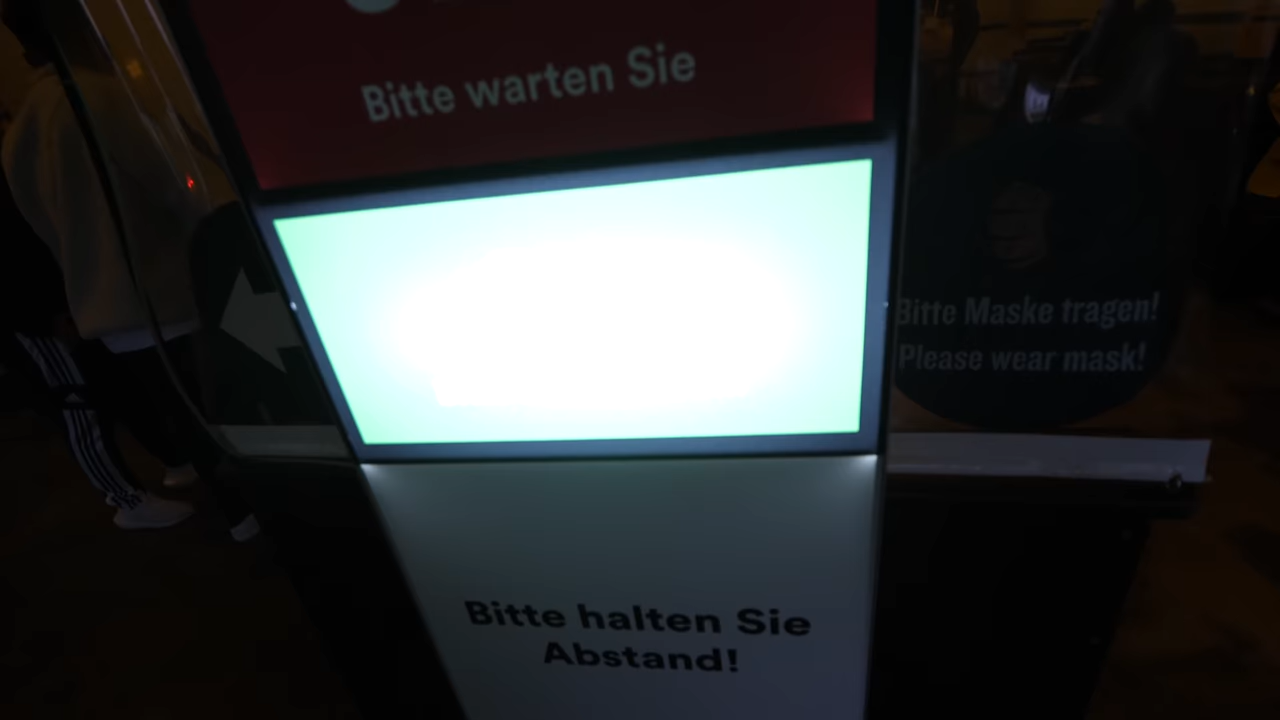 Bitte warten Sie
Bitte Maske tragen!
Please wear mask!
Bitte halten Sie
Abstand!